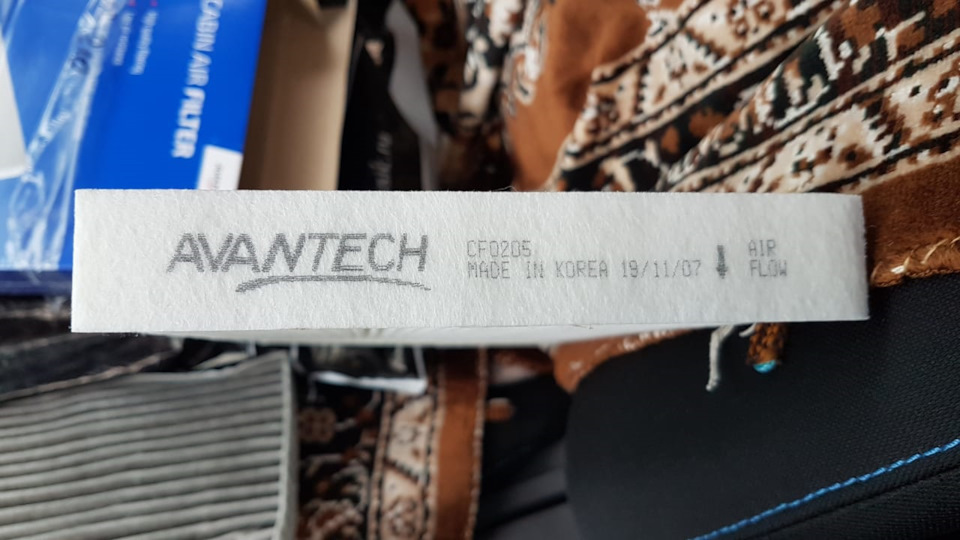 CABIN AIR FILTER
AVANTECH
CF0205
MADE IN KOREA 19/11/07
AIR
FLOW